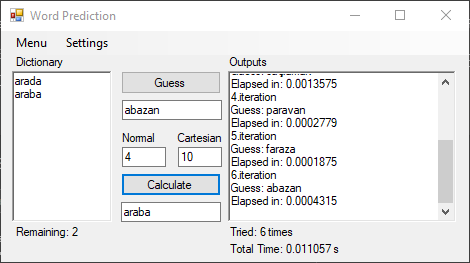 Word Prediction
Menu Settings
Dictionary
Outputs
arada
araba
Guess
abazan
Normal
Cartesian
4
10
Calculate
araba
Elapsed in: 0.0013575
4.iteration
Guess: paravan
Elapsed in: 0.0002779
5.iteration
Guess: faraza
Elapsed in: 0.0001875
6.iteration
Guess: abazan
Elapsed in: 0.0004315
Remaining: 2
Tried: 6 times
Total Time: 0.011057 s